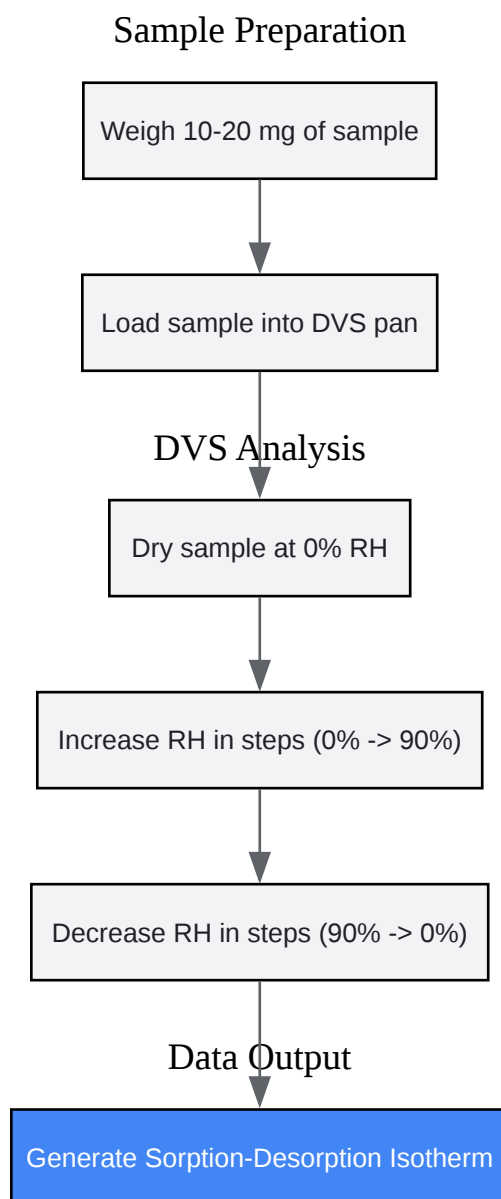 Sample Preparation
Weigh 10-20 mg of sample
Load sample into DVS pan
DVS Analysis
Dry sample at 0% RH
Increase RH in steps (0% -> 90%)
Decrease RH in steps (90% -> 0%)
Data Output
Generate Sorption-Desorption Isotherm